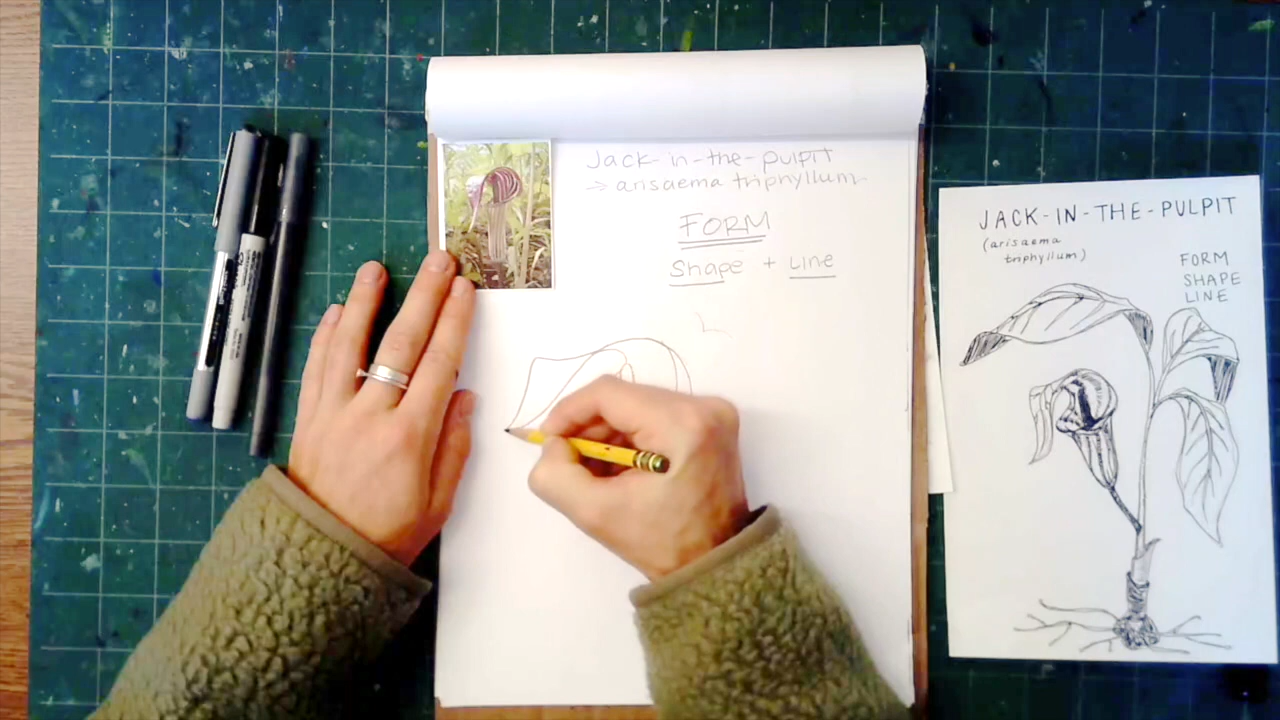 Jack-in-the-pulpit
→ arisaema triphyllum
FORM
Shape + Line
JACK-IN-THE-PULPIT
(arisaema
triphyllum)
FORM
SHAPE
LINE